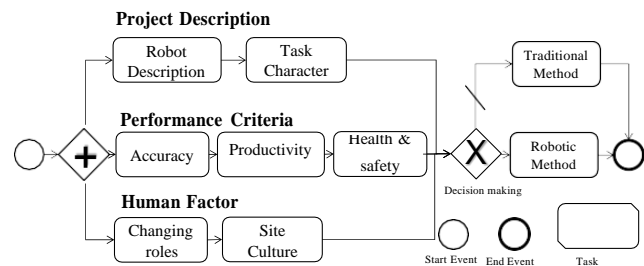 Project Description
Robot
Description
Task
Character
Traditional
Method
Performance Criteria
Accuracy
Productivity
Health &
safety
X
Robotic
Method
Decision making
Human Factor
Changing
roles
Site
Culture
Start Event
End Event
Task